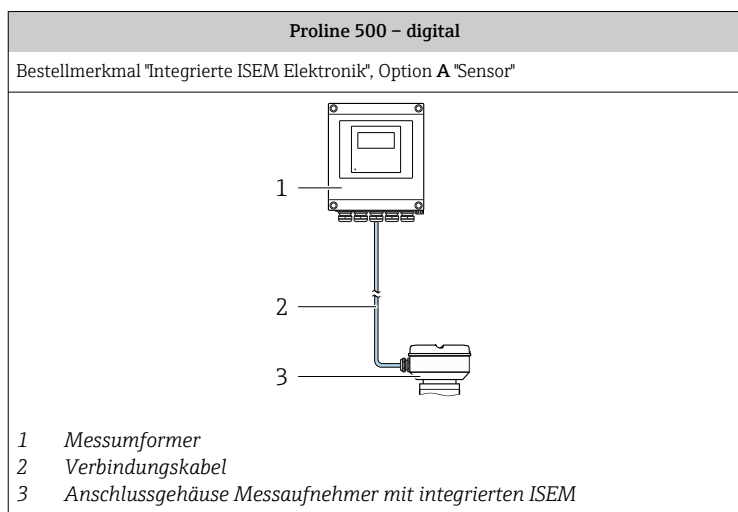 Proline 500 – digital
Bestellmerkmal "Integrierte ISEM Elektronik", Option A "Sensor"
1
2
3
1 Messumformer
2 Verbindungskabel
3 Anschlussgehäuse Messaufnehmer mit integrierten ISEM